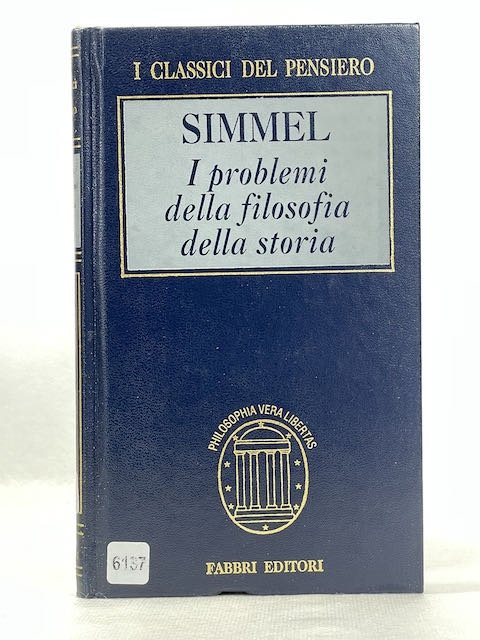 I CLASSICI DEL PENSIERO
SIMMEL
I problemi
della filosofia
della storia
PHILOSOPHIA VERA LIBERTAS
6137
FABBRI EDITORI